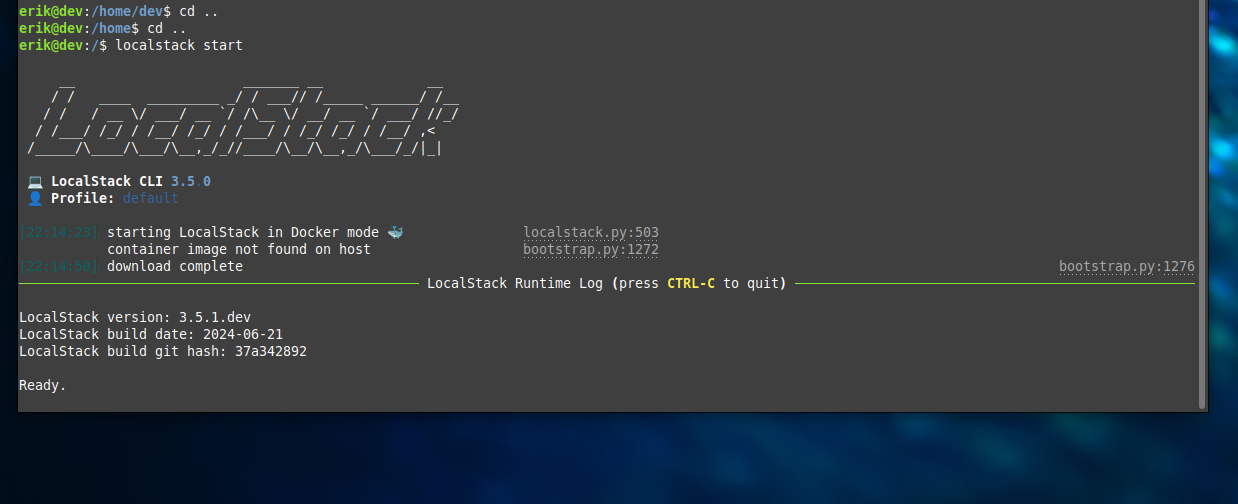 erik@dev:/home/dev$ cd ..
erik@dev:/home$ cd ..
erik@dev:/$ localstack start
LocalStack
💻 LocalStack CLI 3.5.0
👤 Profile: default
[22:14:23] starting LocalStack in Docker mode 🐳 localstack.py:503
container image not found on host bootstrap.py:1272
[22:14:50] download complete bootstrap.py:1276
LocalStack Runtime Log (press CTRL-C to quit)
LocalStack version: 3.5.1.dev
LocalStack build date: 2024-06-21
LocalStack build git hash: 37a342892
Ready.